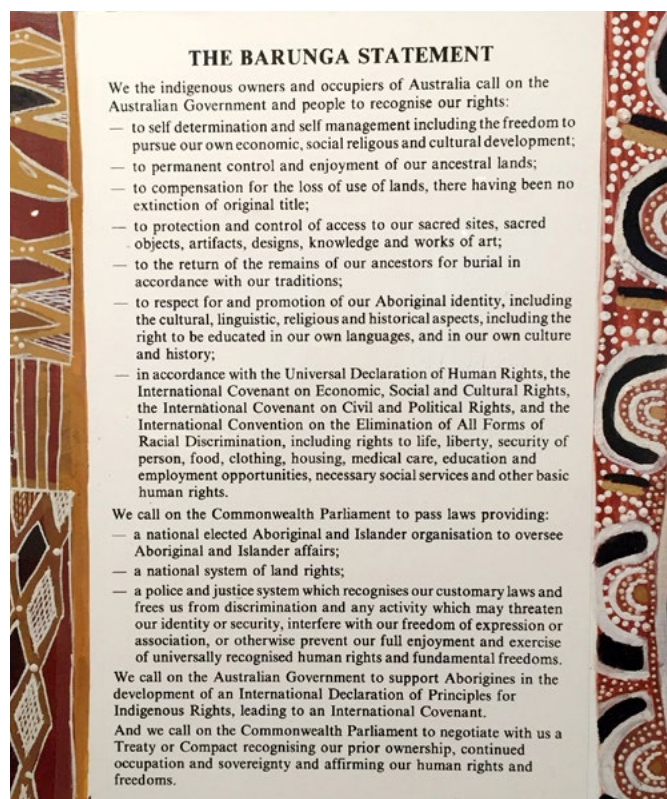 THE BARUNGA STATEMENT
We the indigenous owners and occupiers of Australia call on the
Australian Government and people to recognise our rights:
— to self determination and self management including the freedom to
pursue our own economic, social religous and cultural development;
— to permanent control and enjoyment of our ancestral lands;
— to compensation for the loss of use of lands, there having been no
extinction of original title;
— to protection and control of access to our sacred sites, sacred
objects, artifacts, designs, knowledge and works of art;
— to the return of the remains of our ancestors for burial in
accordance with our traditions;
— to respect for and promotion of our Aboriginal identity, including
the cultural, linguistic, religious and historical aspects, including the
right to be educated in our own languages, and in our own culture
and history;
— in accordance with the Universal Declaration of Human Rights, the
International Covenant on Economic, Social and Cultural Rights,
the International Covenant on Civil and Political Rights, and the
International Convention on the Elimination of All Forms of
Racial Discrimination, including rights to life, liberty, security of
person, food, clothing, housing, medical care, education and
employment opportunities, necessary social services and other basic
human rights.
We call on the Commonwealth Parliament to pass laws providing:
— a national elected Aboriginal and Islander organisation to oversee
Aboriginal and Islander affairs;
— a national system of land rights;
— a police and justice system which recognises our customary laws and
frees us from discrimination and any activity which may threaten
our identity or security, interfere with our freedom of expression or
association, or otherwise prevent our full enjoyment and exercise
of universally recognised human rights and fundamental freedoms.
We call on the Australian Government to support Aborigines in the
development of an International Declaration of Principles for
Indigenous Rights, leading to an International Covenant.
And we call on the Commonwealth Parliament to negotiate with us a
Treaty or Compact recognising our prior ownership, continued
occupation and sovereignty and affirming our human rights and
freedoms.